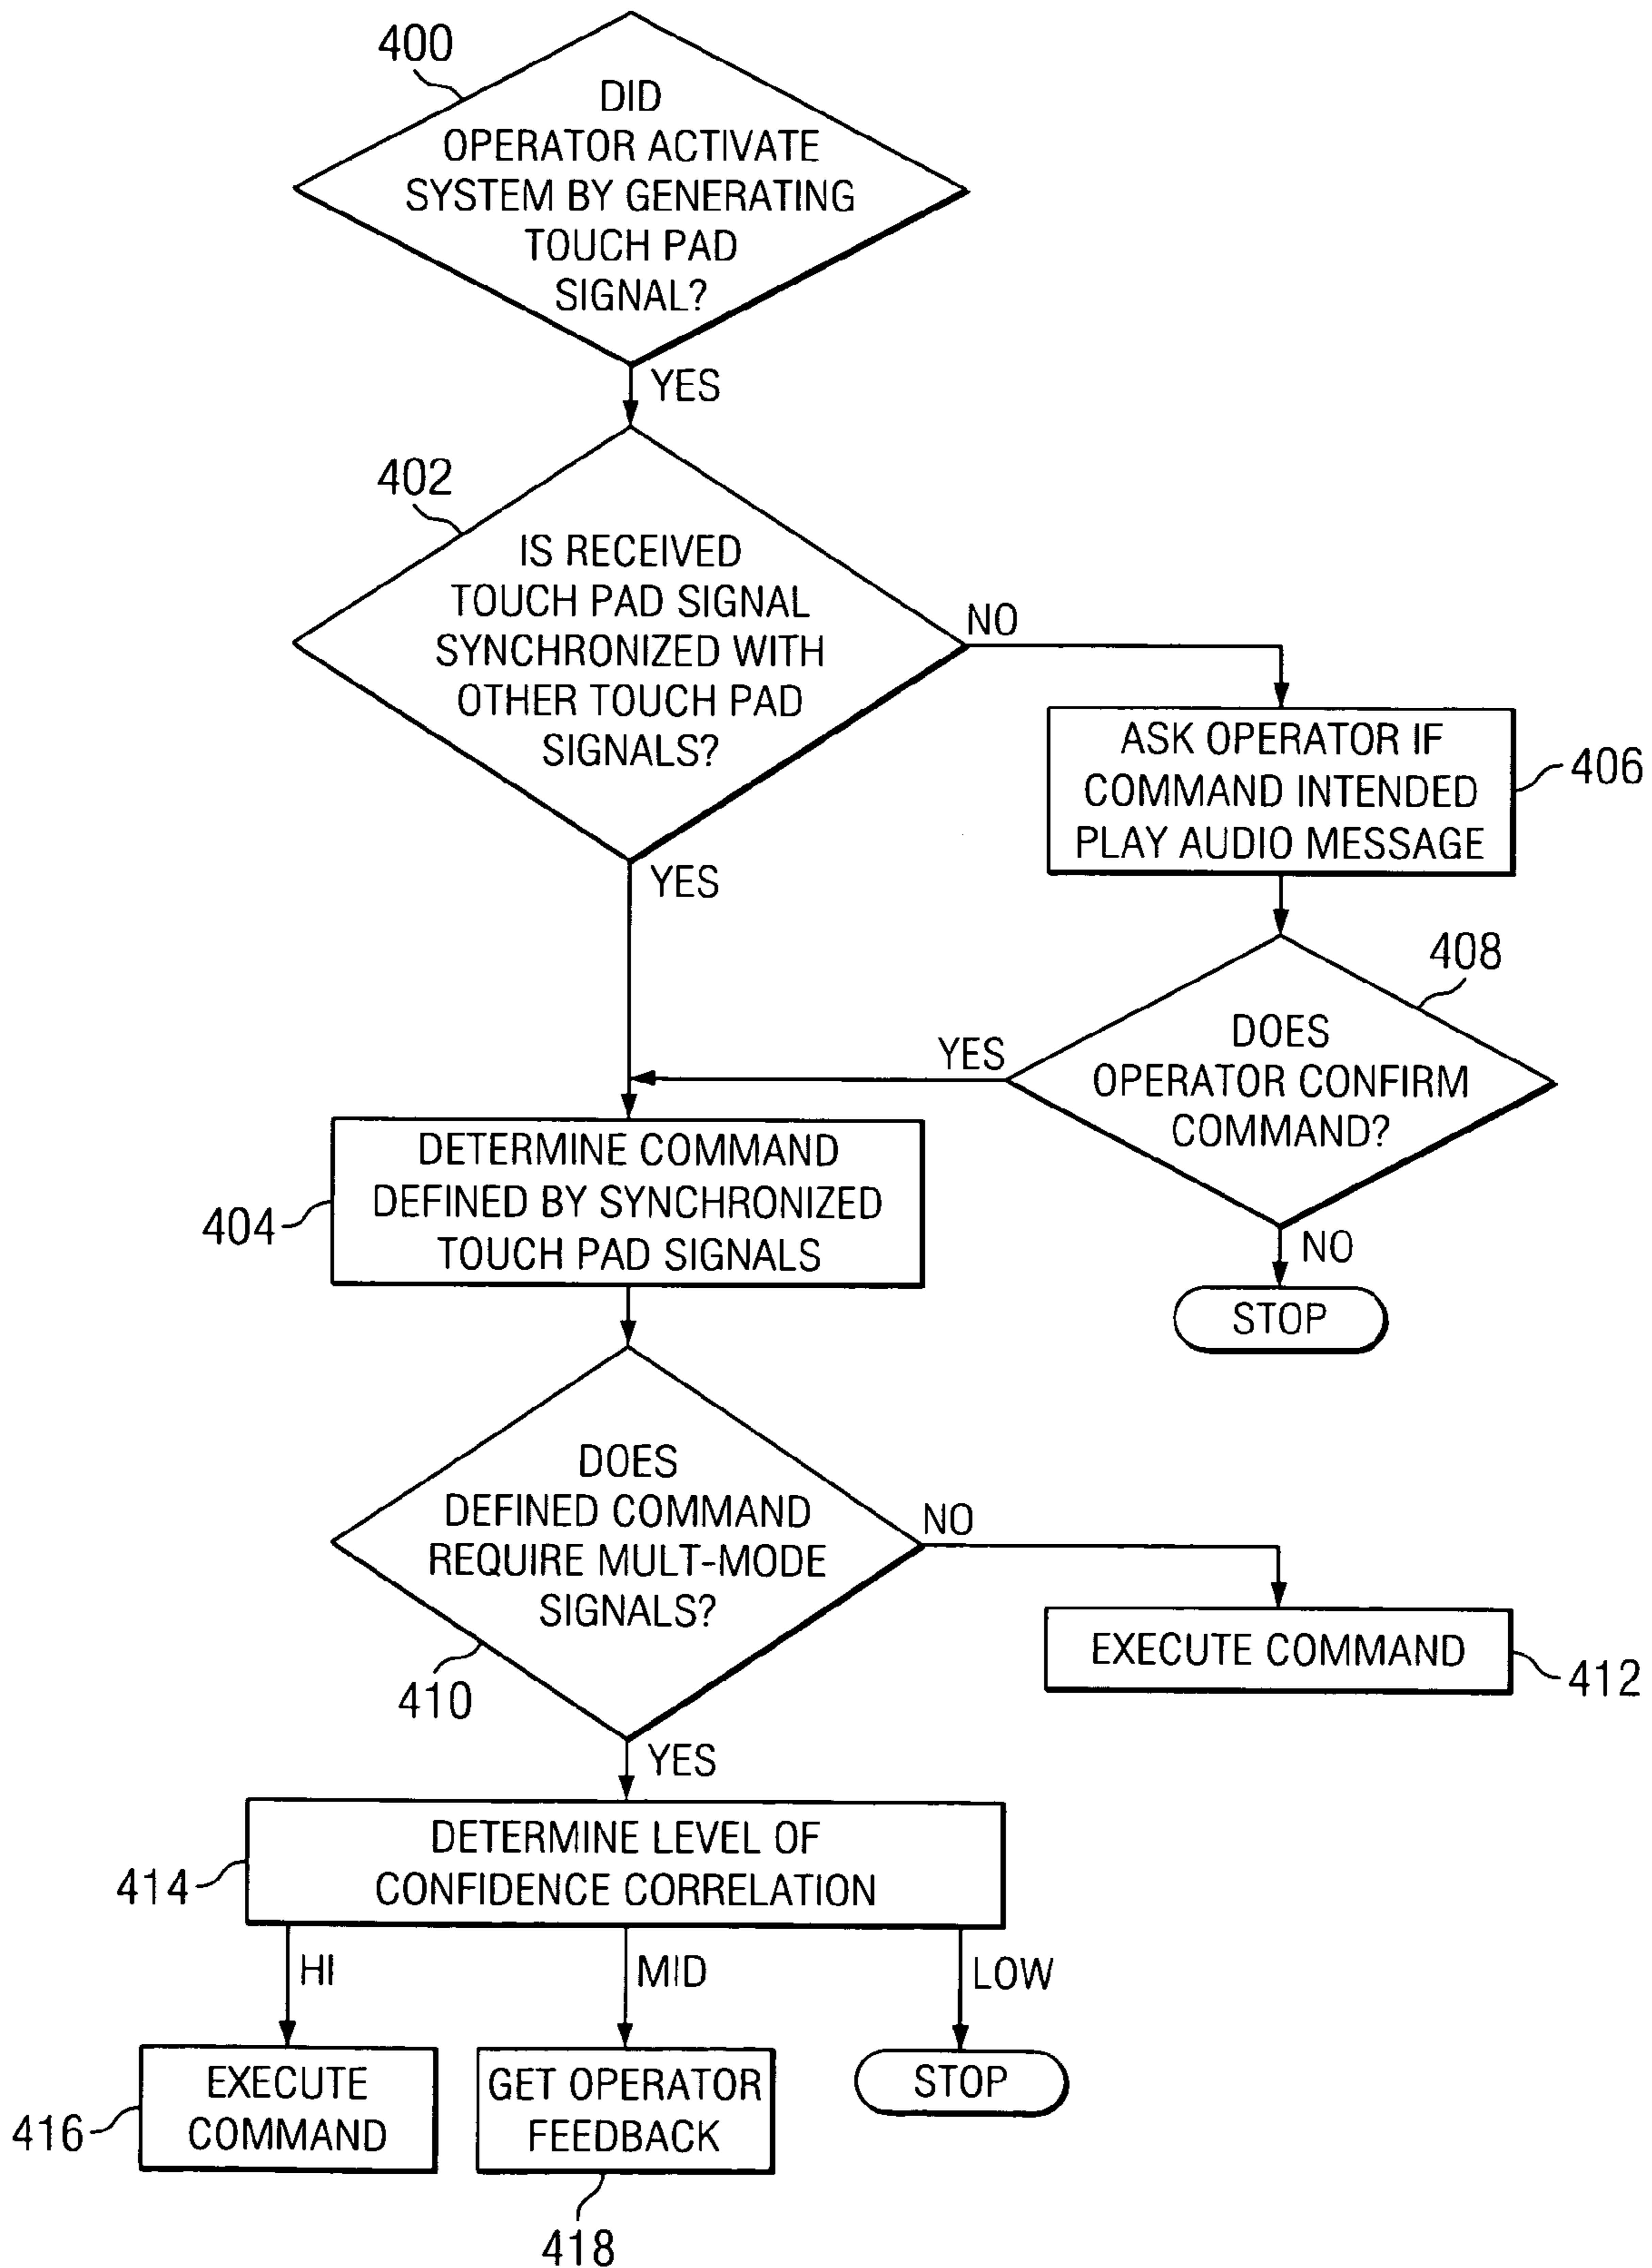 400
DID
OPERATOR ACTIVATE
SYSTEM BY GENERATING
TOUCH PAD
SIGNAL?
YES
402
IS RECEIVED
TOUCH PAD SIGNAL
SYNCHRONIZED WITH
OTHER TOUCH PAD
SIGNALS?
NO
YES
ASK OPERATOR IF
COMMAND INTENDED
PLAY AUDIO MESSAGE
406
408
DOES
OPERATOR CONFIRM
COMMAND?
YES
NO
STOP
DETERMINE COMMAND
DEFINED BY SYNCHRONIZED
TOUCH PAD SIGNALS
404
DOES
DEFINED COMMAND
REQUIRE MULT-MODE
SIGNALS?
410
NO
EXECUTE COMMAND
412
YES
DETERMINE LEVEL OF
CONFIDENCE CORRELATION
414
HI
MID
LOW
EXECUTE
COMMAND
416
GET OPERATOR
FEEDBACK
418
STOP